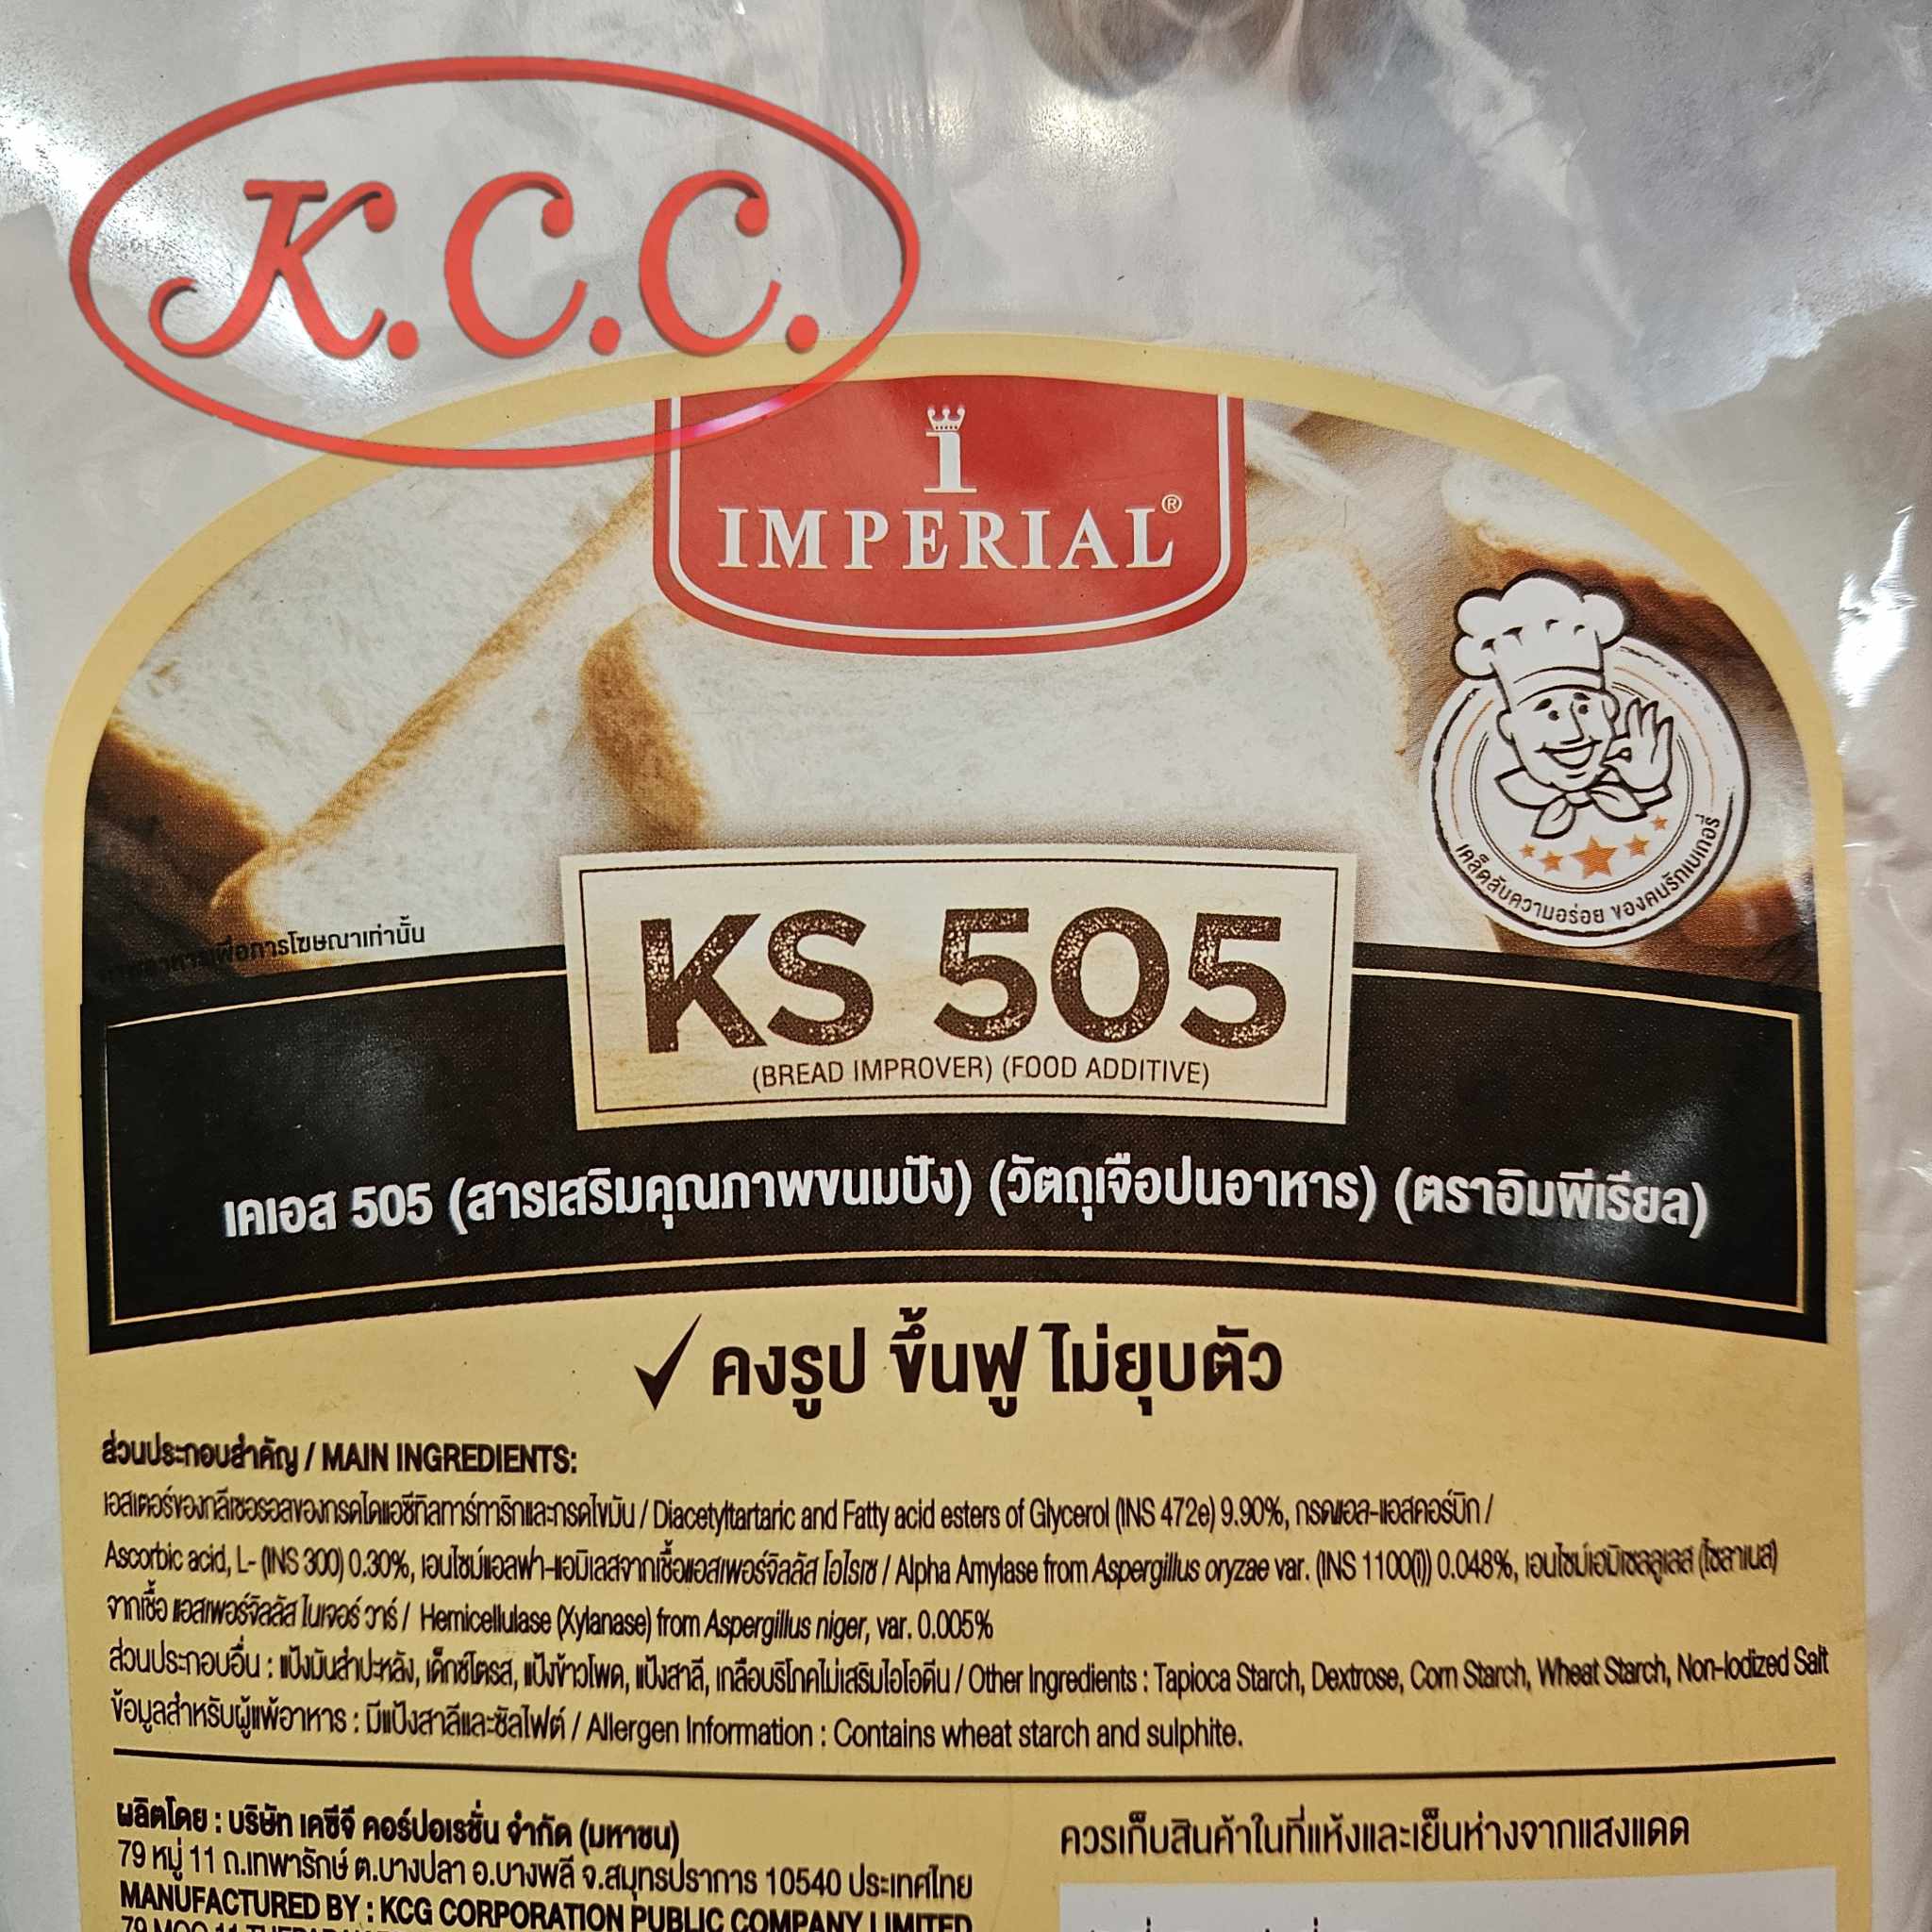 K.C.C.
i
IMPERIAL®
เคล็ดลับความอร่อย ของคนรักเบเกอรี่
เพื่อการโฆษณาเท่านั้น
KS 505
(BREAD IMPROVER) (FOOD ADDITIVE)
เคเอส 505 (สารเสริมคุณภาพขนมปัง) (วัตถุเจือปนอาหาร) (ตราอิมพีเรียล)
คงรูป ขึ้นฟู ไม่ยุบตัว
ส่วนประกอบสำคัญ / MAIN INGREDIENTS:
เอสเตอร์ของกลีเซอรอลของกรดไดแอซีทิลทาร์ทาริกและกรดไขมัน / Diacetyltartaric and Fatty acid esters of Glycerol (INS 472e) 9.90%, กรดแอล-แอสคอร์บิก /
Ascorbic acid, L- (INS 300) 0.30%, เอนไซม์แอลฟา-แอมิเลสจากเชื้อแอสเพอร์จิลลัส โอไรเซ / Alpha Amylase from Aspergillus oryzae var. (INS 1100(i)) 0.048%, เอนไซม์เฮมิเซลลูเลส (ไซลาเนส)
จากเชื้อ แอสเพอร์จิลลัส ไนเจอร์ วาร์ / Hemicellulase (Xylanase) from Aspergillus niger, var. 0.005%
ส่วนประกอบอื่น : แป้งมันสำปะหลัง, เด็กซ์โตรส, แป้งข้าวโพด, แป้งสาลี, เกลือบริโภคไม่เสริมไอโอดีน / Other Ingredients : Tapioca Starch, Dextrose, Corn Starch, Wheat Starch, Non-Iodized Salt
ข้อมูลสำหรับผู้แพ้อาหาร : มีแป้งสาลีและซัลไฟต์ / Allergen Information : Contains wheat starch and sulphite.
ผลิตโดย : บริษัท เคซีจี คอร์ปอเรชั่น จำกัด (มหาชน)
79 หมู่ 11 ถ.เทพารักษ์ ต.บางปลา อ.บางพลี จ.สมุทรปราการ 10540 ประเทศไทย
MANUFACTURED BY : KCG CORPORATION PUBLIC COMPANY LIMITED
79 MOO 11
ควรเก็บสินค้าในที่แห้งและเย็นห่างจากแสงแดด